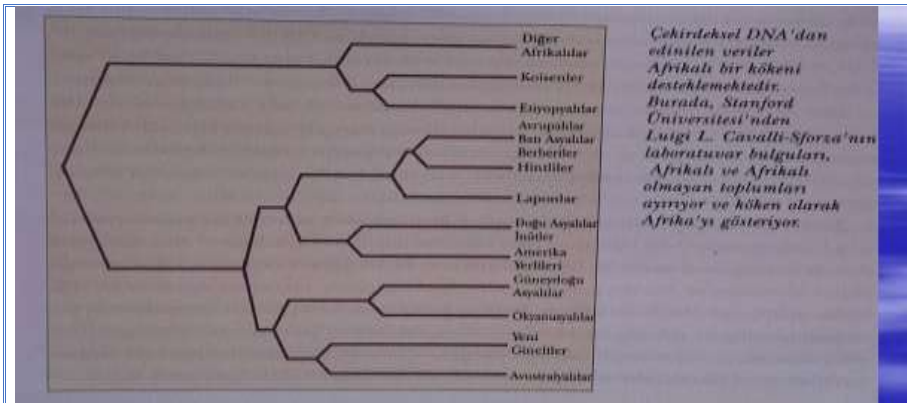 Diğer
Afrikalılar
Koisenler
Etiyopyalılar
Avrupalılar
Batı Asyalılar
Berberiler
Hintliler
Laponlar
Doğu Asyalılar
İnüitler
Amerika
Yerlileri
Güneydoğu
Asyalılar
Okyanusyalılar
Yeni
Gineliler
Avustralyalılar
Çekirdeksel DNA'dan
edinilen veriler
Afrikalı bir kökeni
desteklemektedir.
Burada, Stanford
Üniversitesi'nden
Luigi L. Cavalli-Sforza'nın
laboratuvar bulguları,
Afrikalı ve Afrikalı
olmayan toplumları
ayırıyor ve köken olarak
Afrika'yı gösteriyor.